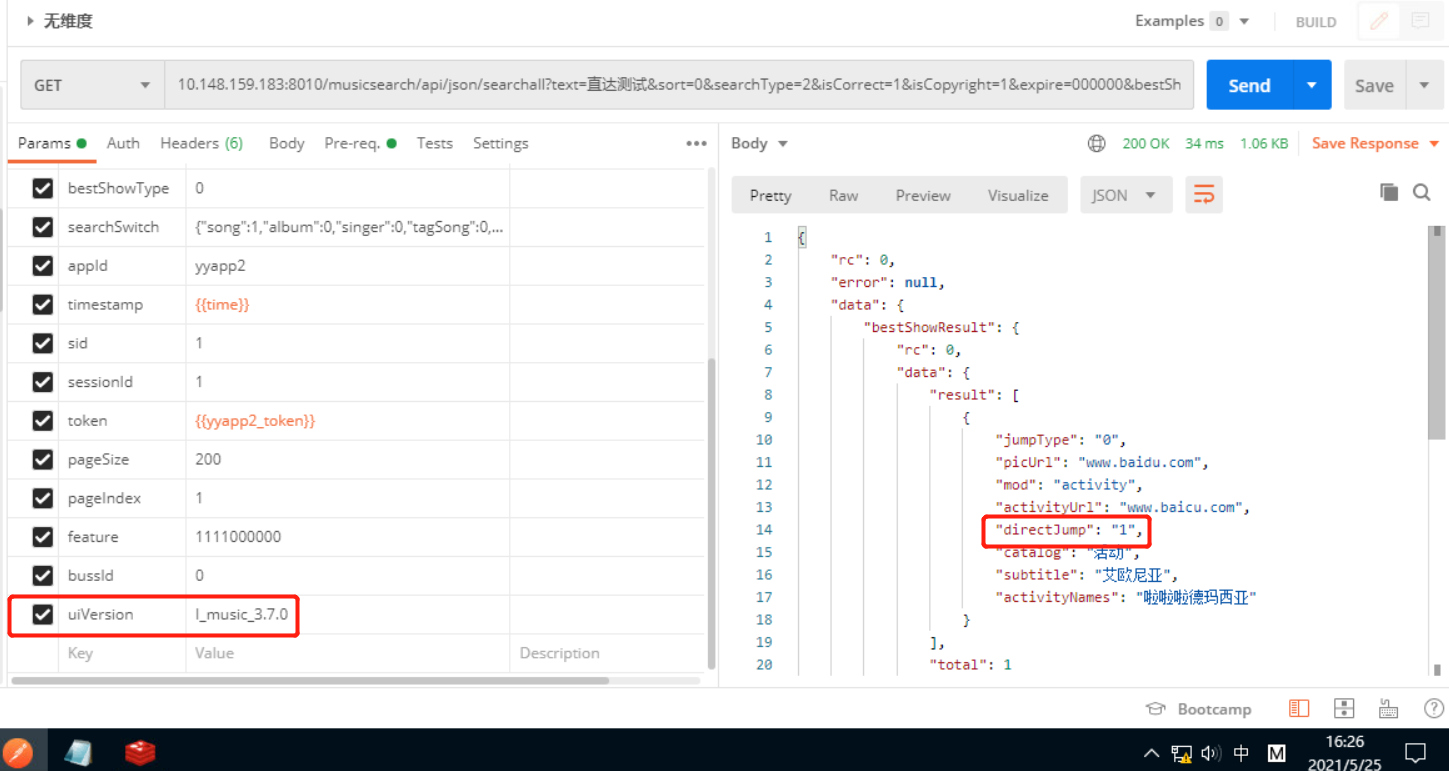 无维度
Examples 0
BUILD
GET
10.148.159.183:8010/musicsearch/api/json/searchall?text=直达测试&sort=0&searchType=2&isCorrect=1&isCopyright=1&expire=000000&bestSh
Send
Save
Params
Auth
Headers (6)
Body
Pre-req.
Tests
Settings
bestShowType 0
searchSwitch {"song":1,"album":0,"singer":0,"tagSong":0,...
appId yyapp2
timestamp {{time}}
sid 1
sessionId 1
token {{yyapp2_token}}
pageSize 200
pageIndex 1
feature 1111000000
bussId 0
uiVersion I_music_3.7.0
Key Value Description
Body
200 OK 34 ms 1.06 KB
Save Response
Pretty Raw Preview Visualize JSON
1 {
2 "rc": 0,
3 "error": null,
4 "data": {
5 "bestShowResult": {
6 "rc": 0,
7 "data": {
8 "result": [
9 {
10 "jumpType": "0",
11 "picUrl": "www.baidu.com",
12 "mod": "activity",
13 "activityUrl": "www.baicu.com",
14 "directJump": "1",
15 "catalog": "活动",
16 "subtitle": "艾欧尼亚",
17 "activityNames": "啦啦啦德玛西亚"
18 }
19 ],
20 "total": 1
Bootcamp
中
M
16:26
2021/5/25